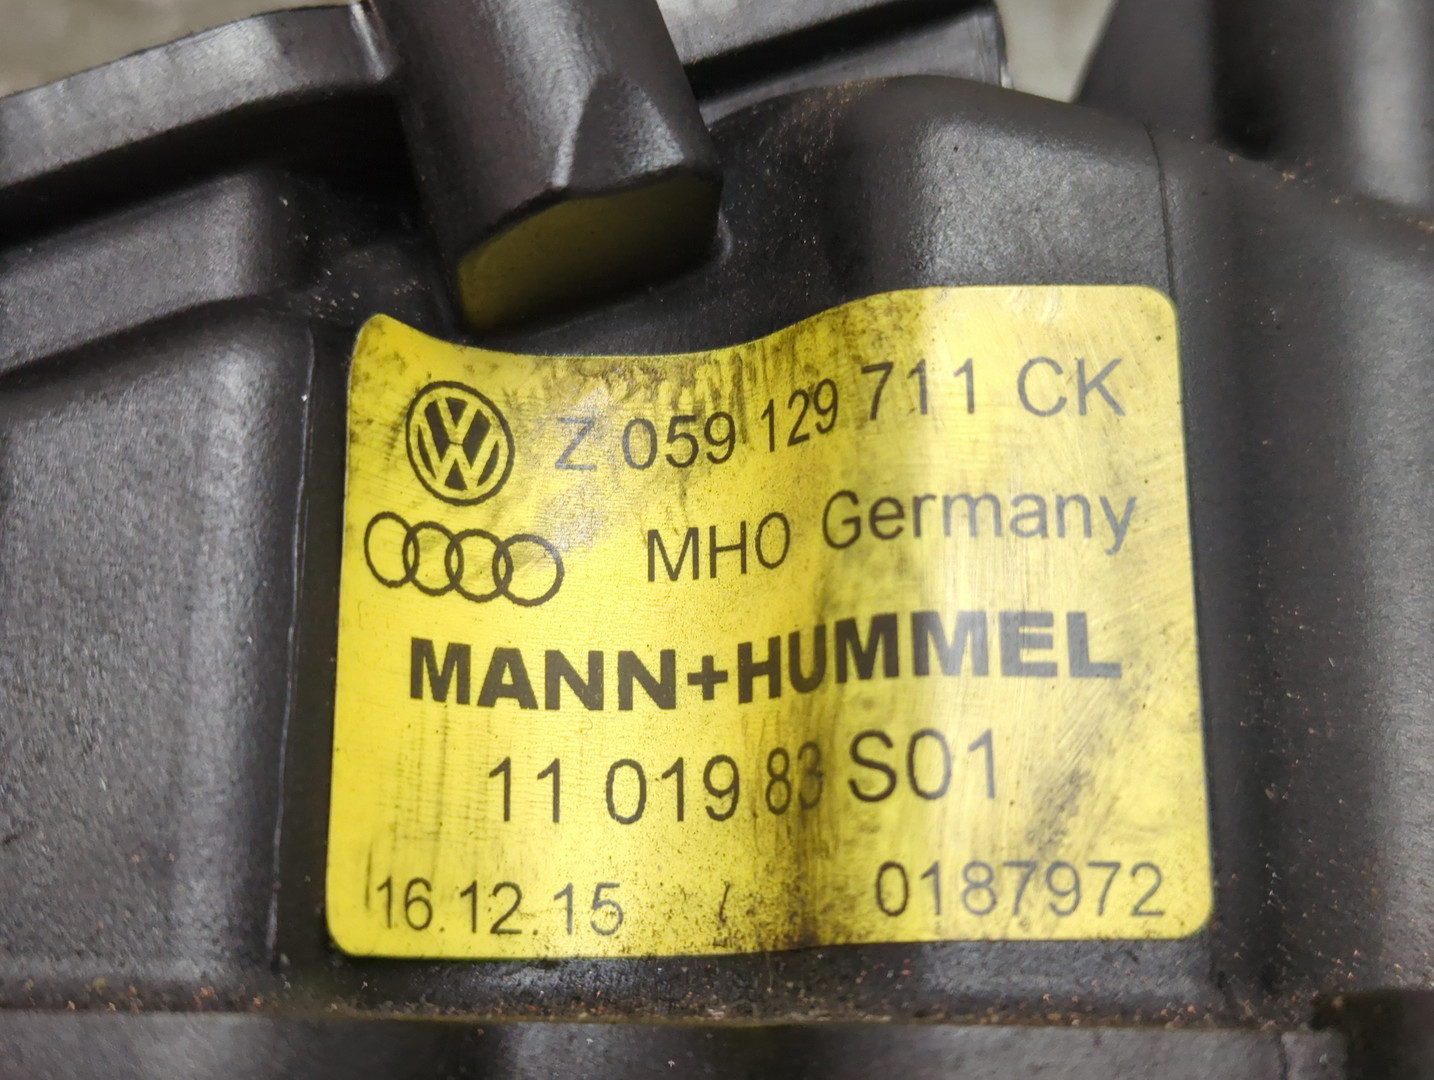 Z 059 129 711 CK
MHO Germany
MANN+HUMMEL
11 019 83 S01
16.12.15 / 0187972